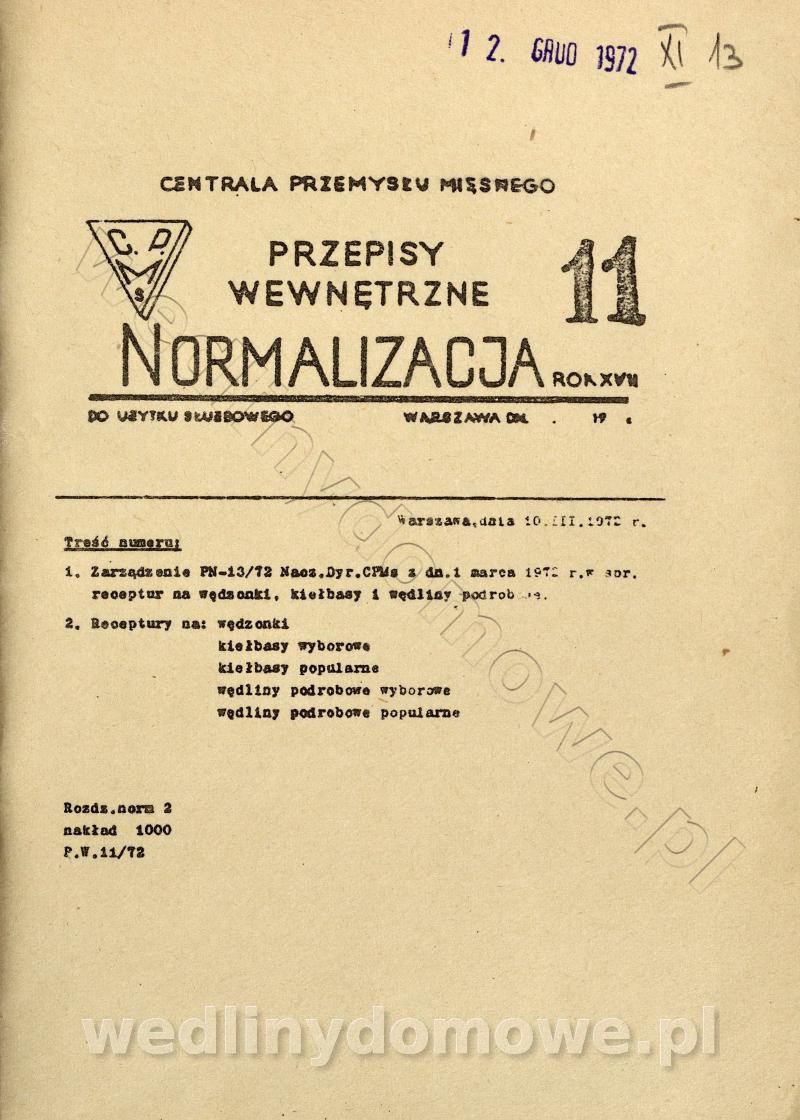 12. GRUD 1972 XI 13
CENTRALA PRZEMYSŁU MIĘSNEGO
C. P. M s
PRZEPISY
WEWNĘTRZNE
11
NORMALIZACJA ROK XVII
DO UŻYTKU SŁUŻBOWEGO WARSZAWA DN. . 19 .
Warszawa,dnia 10.III.1972 r.
Treść numeru:
1. Zarządzenie PN-13/72 Nacz.Dyr.CPMs z dn.1 marca 1972 r.w spr.
receptur na wędzonki, kiełbasy i wędliny
2. Receptury na: wędzonki
kiełbasy wyborowe
kiełbasy popularne
wędliny podrobowe wyborowe
wędliny podrobowe popularne
Rozdz.norm 2
nakład 1000
P.W.11/72
wedlinydomowe.pl
wedlinydomowe.pl